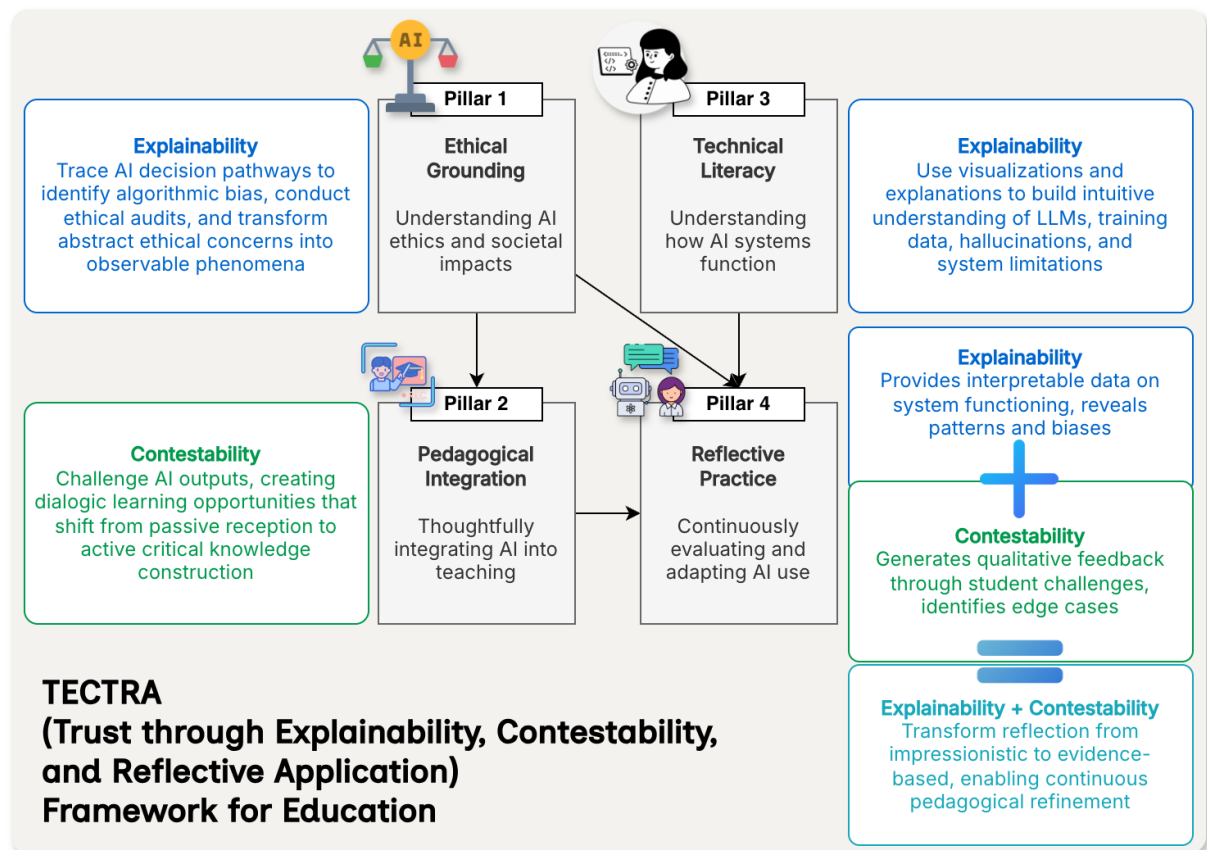 AI
Pillar 1
Pillar 3
Explainability
Trace AI decision pathways to
identify algorithmic bias, conduct
ethical audits, and transform
abstract ethical concerns into
observable phenomena
Ethical
Grounding
Understanding AI
ethics and societal
impacts
Technical
Literacy
Understanding
how AI systems
function
Explainability
Use visualizations and
explanations to build intuitive
understanding of LLMs, training
data, hallucinations, and
system limitations
Pillar 2
Pillar 4
Contestability
Challenge AI outputs, creating
dialogic learning opportunities that
shift from passive reception to
active critical knowledge
construction
Pedagogical
Integration
Thoughtfully
integrating AI into
teaching
Reflective
Practice
Continuously
evaluating and
adapting AI use
Explainability
Provides interpretable data on
system functioning, reveals
patterns and biases
Contestability
Generates qualitative feedback
through student challenges,
identifies edge cases
Explainability + Contestability
Transform reflection from
impressionistic to evidence-
based, enabling continuous
pedagogical refinement
TECTRA
(Trust through Explainability, Contestability,
and Reflective Application)
Framework for Education